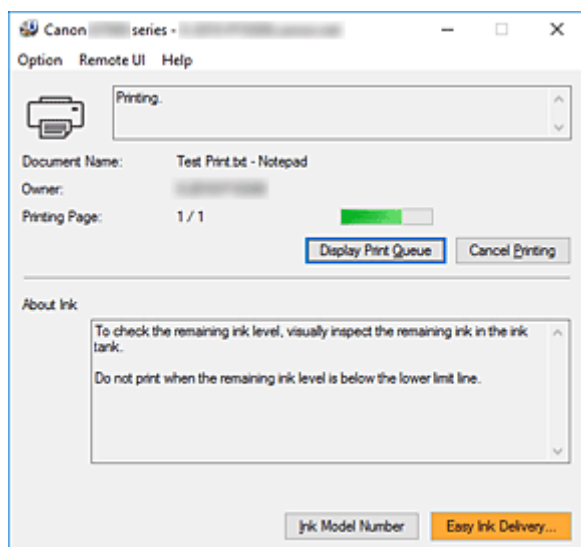 Canon series -
Option Remote UI Help
Printing.
Document Name: Test Print.txt - Notepad
Owner:
Printing Page: 1 / 1
Display Print Queue Cancel Printing
About Ink
To check the remaining ink level, visually inspect the remaining ink in the ink
tank.
Do not print when the remaining ink level is below the lower limit line.
Ink Model Number Easy Ink Delivery...